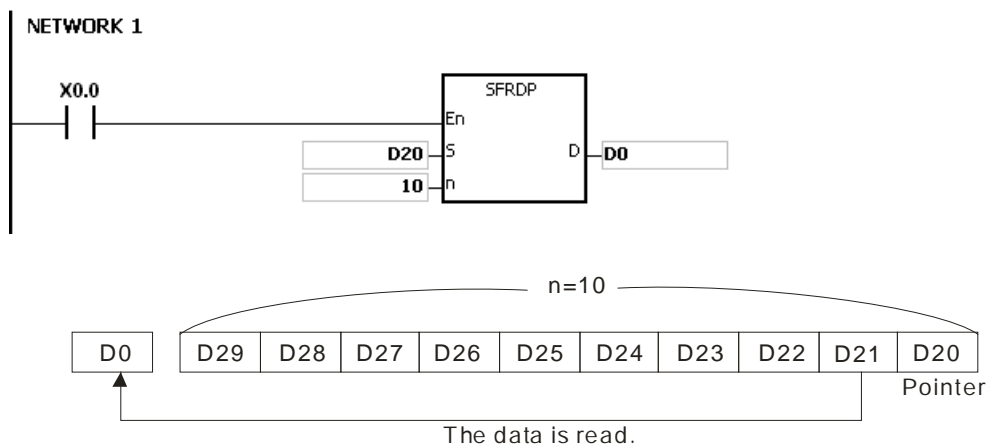 NETWORK 1
X0.0
SFRDP
En
D20 S D D0
10 n
n=10
D0 D29 D28 D27 D26 D25 D24 D23 D22 D21 D20
Pointer
The data is read.